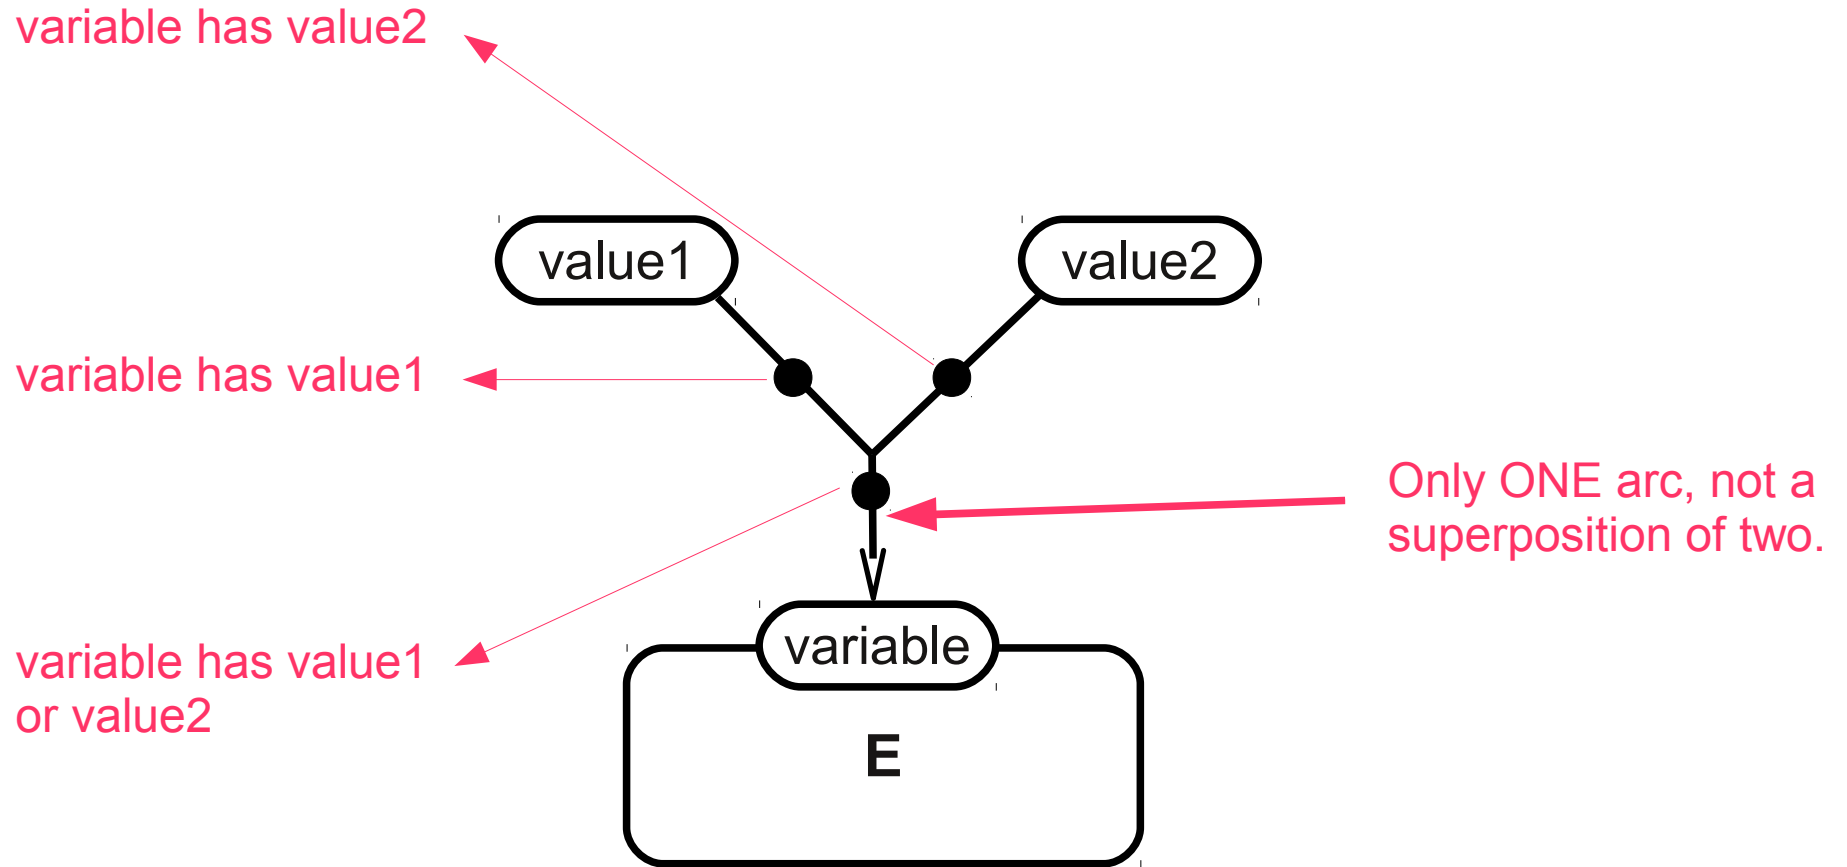 variable has value2
value1
value2
variable has value1
Only ONE arc, not a
superposition of two.
variable has value1
or value2
variable
E